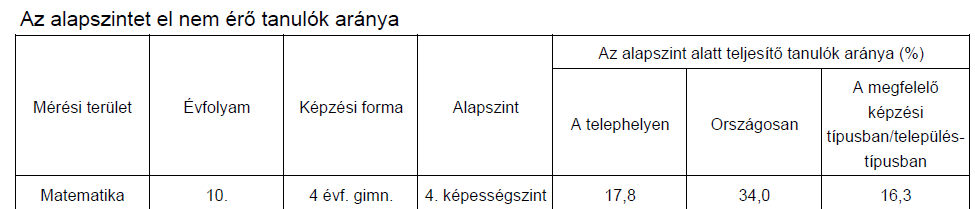 Az alapszintet el nem érő tanulók aránya
Mérési terület
Évfolyam
Képzési forma
Alapszint
Az alapszint alatt teljesítő tanulók aránya (%)
A telephelyen
Országosan
A megfelelő
képzési
típusban/település-
típusban
Matematika
10.
4 évf. gimn.
4. képességszint
17,8
34,0
16,3